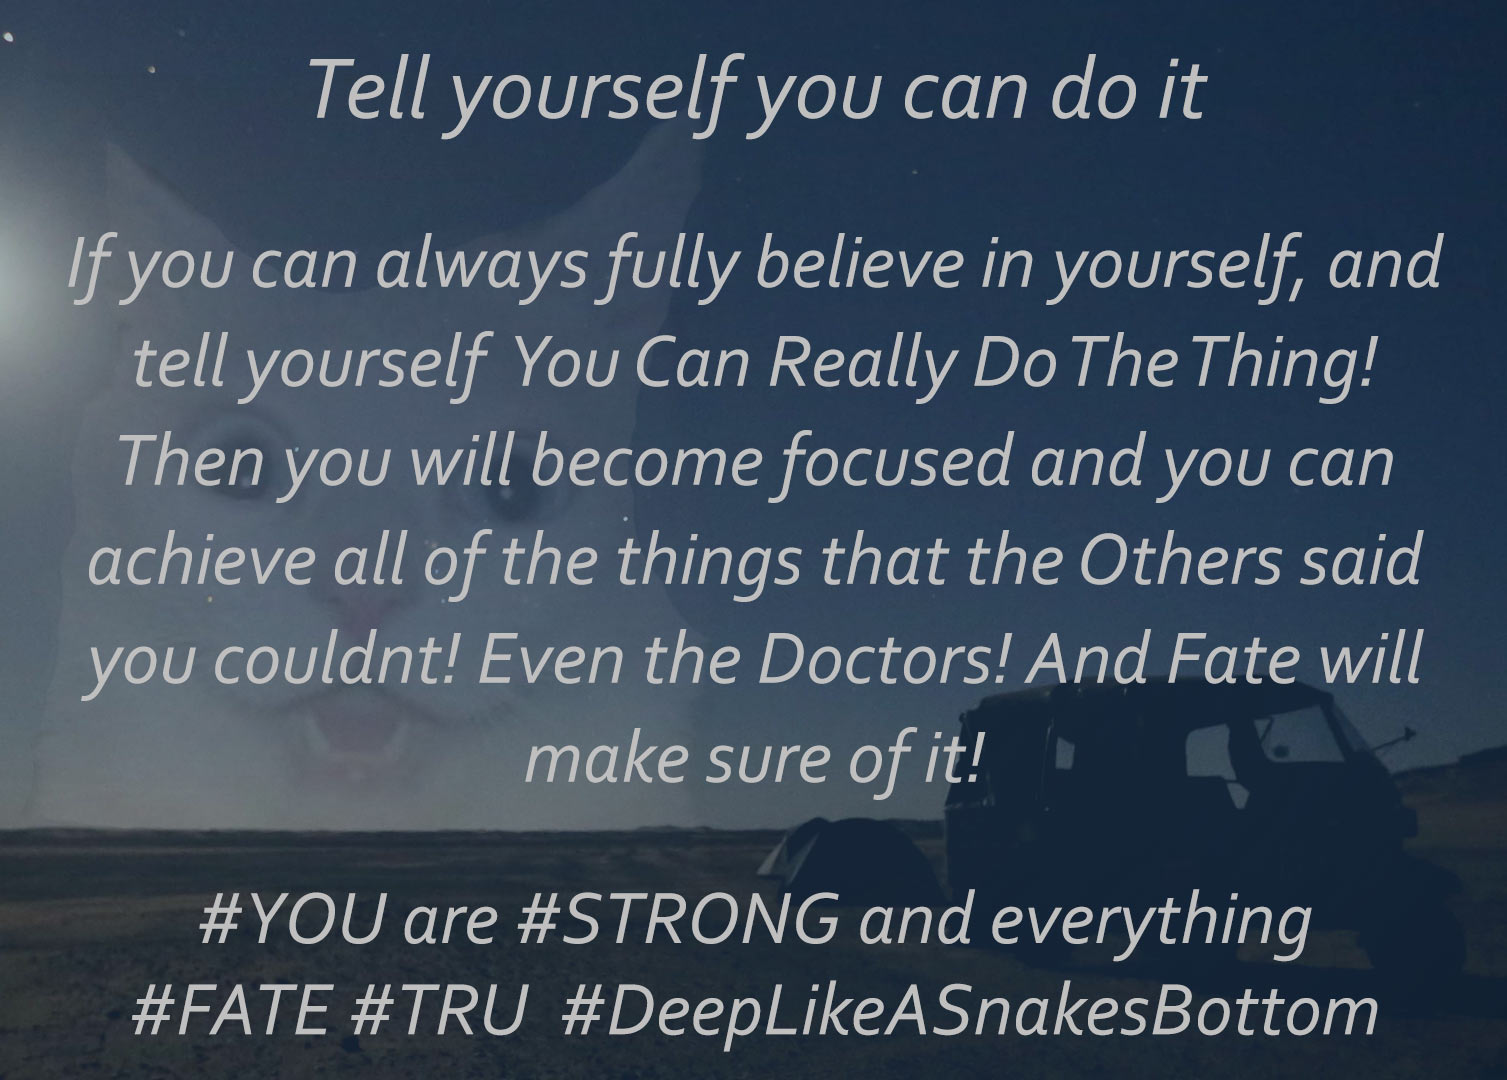 Tell yourself you can do it
If you can always fully believe in yourself, and
tell yourself You Can Really Do The Thing!
Then you will become focused and you can
achieve all of the things that the Others said
you couldnt! Even the Doctors! And Fate will
make sure of it!
#YOU are #STRONG and everything
#FATE #TRU #DeepLikeASnakesBottom